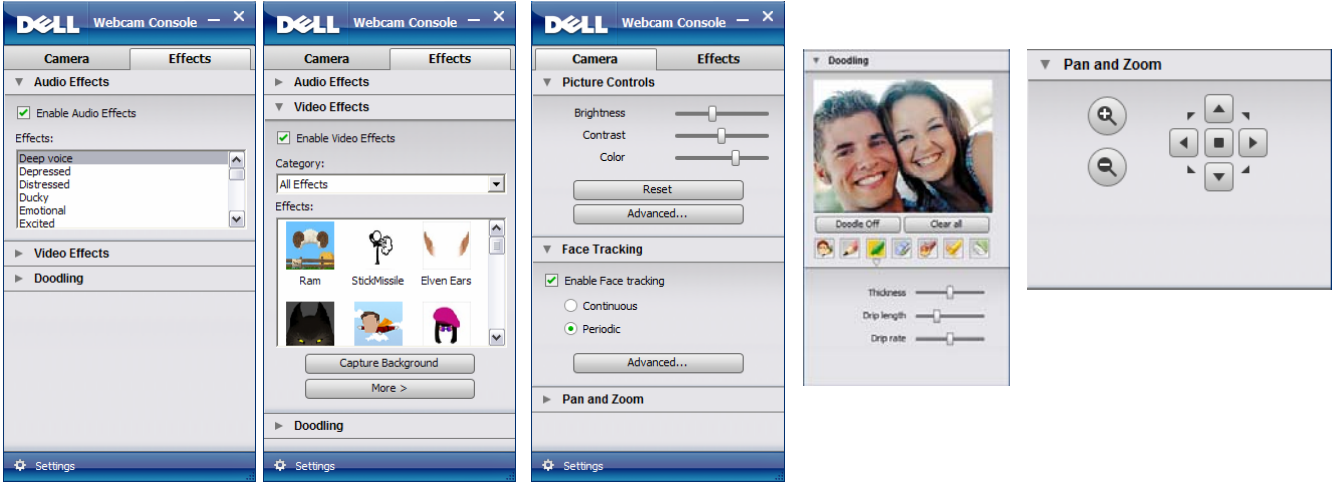 DELL Webcam Console
Camera Effects
Audio Effects
Enable Audio Effects
Effects:
Deep voice
Depressed
Distressed
Ducky
Emotional
Excited
Video Effects
Doodling
Settings
DELL Webcam Console
Camera Effects
Audio Effects
Video Effects
Enable Video Effects
Category:
All Effects
Effects:
Ram StickMissile Elven Ears
Capture Background
More >
Doodling
Settings
DELL Webcam Console
Camera Effects
Picture Controls
Brightness
Contrast
Color
Reset
Advanced...
Face Tracking
Enable Face tracking
Continuous
Periodic
Advanced...
Pan and Zoom
Settings
Doodling
Doodle Off Clear all
Thickness
Drip length
Drip rate
Pan and Zoom